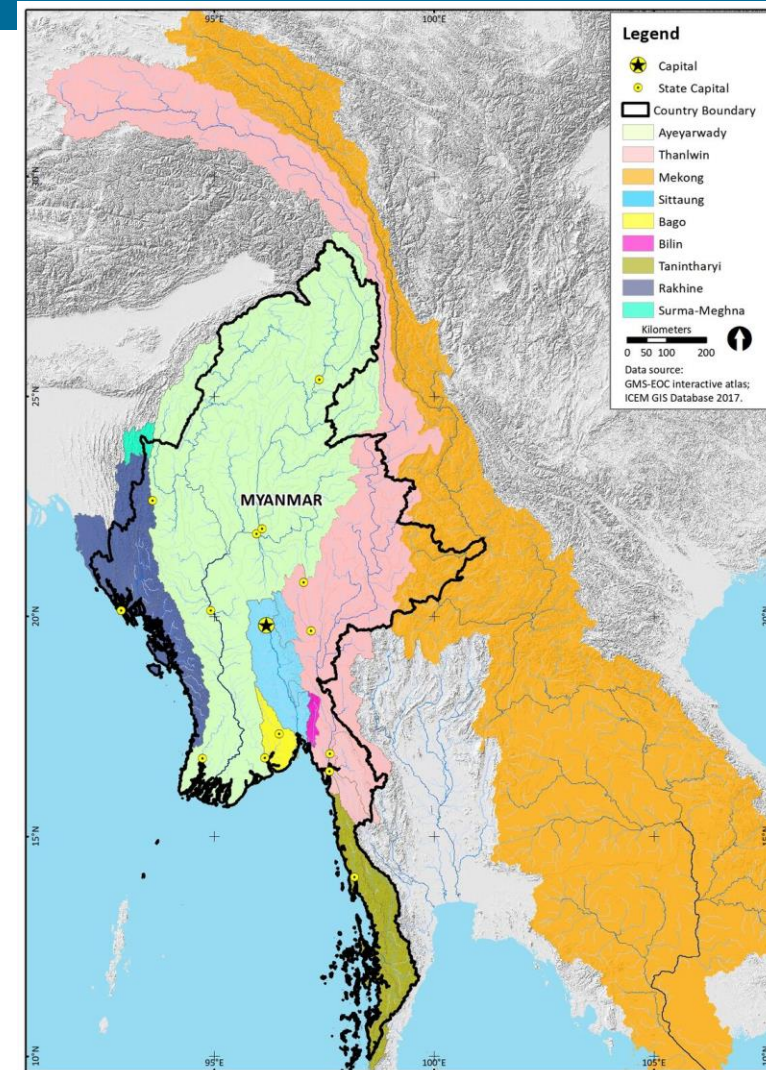 95°E
100°E
Legend
Capital
State Capital
Country Boundary
Ayeyarwady
Thanlwin
Mekong
Sittaung
Bago
Bilin
Tanintharyi
Rakhine
Surma-Meghna
Kilometers
0 50 100 200
Data source:
GMS-EOC interactive atlas;
ICEM GIS Database 2017.
30°N
25°N
MYANMAR
20°N
15°N
15°N
10°N
95°E
100°E
105°E